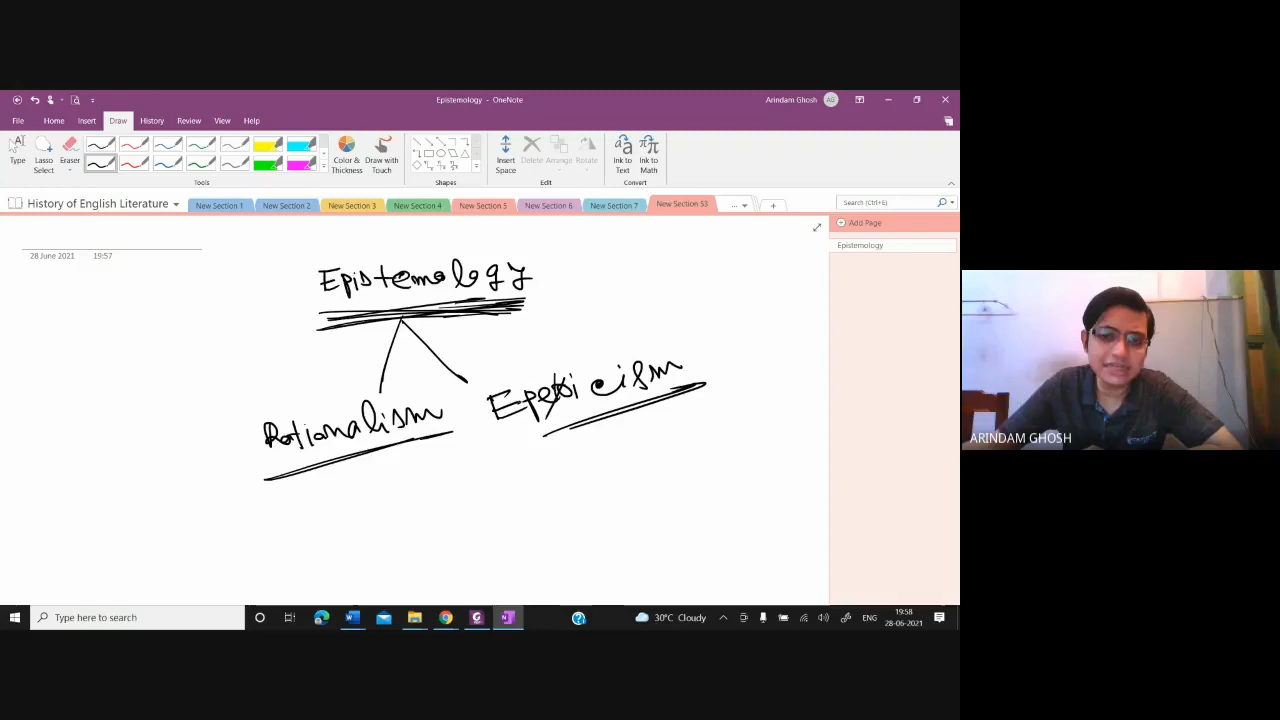 Epistemology - OneNote
Arindam Ghosh
AG
File Home Insert Draw History Review View Help
Type
Lasso Select
Eraser
Color & Thickness
Draw with Touch
Insert Space
Delete
Arrange
Rotate
Ink to Text
Ink to Math
Tools
Shapes
Edit
Convert
History of English Literature
New Section 1
New Section 2
New Section 3
New Section 4
New Section 5
New Section 6
New Section 7
New Section 53
...
Search (Ctrl+E)
Add Page
Epistemology
28 June 2021 19:57
Epistemology
Rationalism
ARINDAM GHOSH
Type here to search
30°C Cloudy
ENG
19:58
28-06-2021